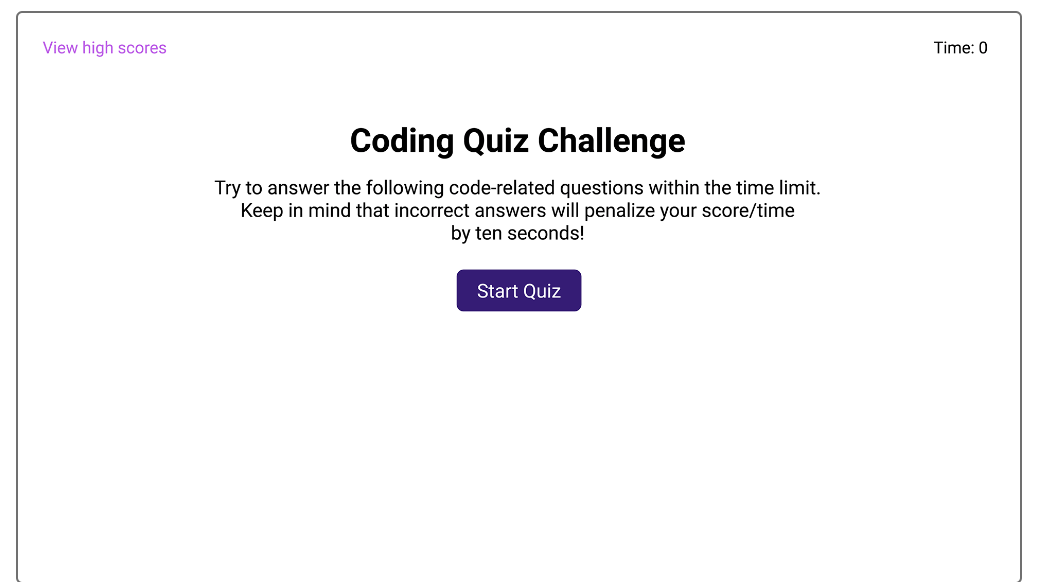 View high scores
Time: 0
Coding Quiz Challenge
Try to answer the following code-related questions within the time limit.
Keep in mind that incorrect answers will penalize your score/time
by ten seconds!
Start Quiz